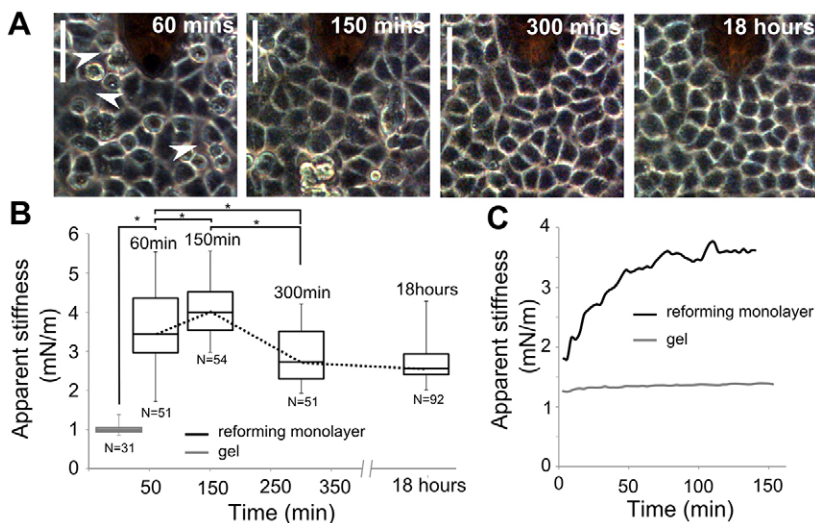 A
60 mins
150 mins
300 mins
18 hours
B
Apparent stiffness
(mN/m)
6
5
4
3
2
1
0
60min
150min
300min
18hours
*
*
*
*
N=31
N=51
N=54
N=51
N=92
reforming monolayer
gel
50
150
250
350
18 hours
Time (min)
C
Apparent stiffness
(mN/m)
4
3
2
1
0
reforming monolayer
gel
0
50
100
150
Time (min)